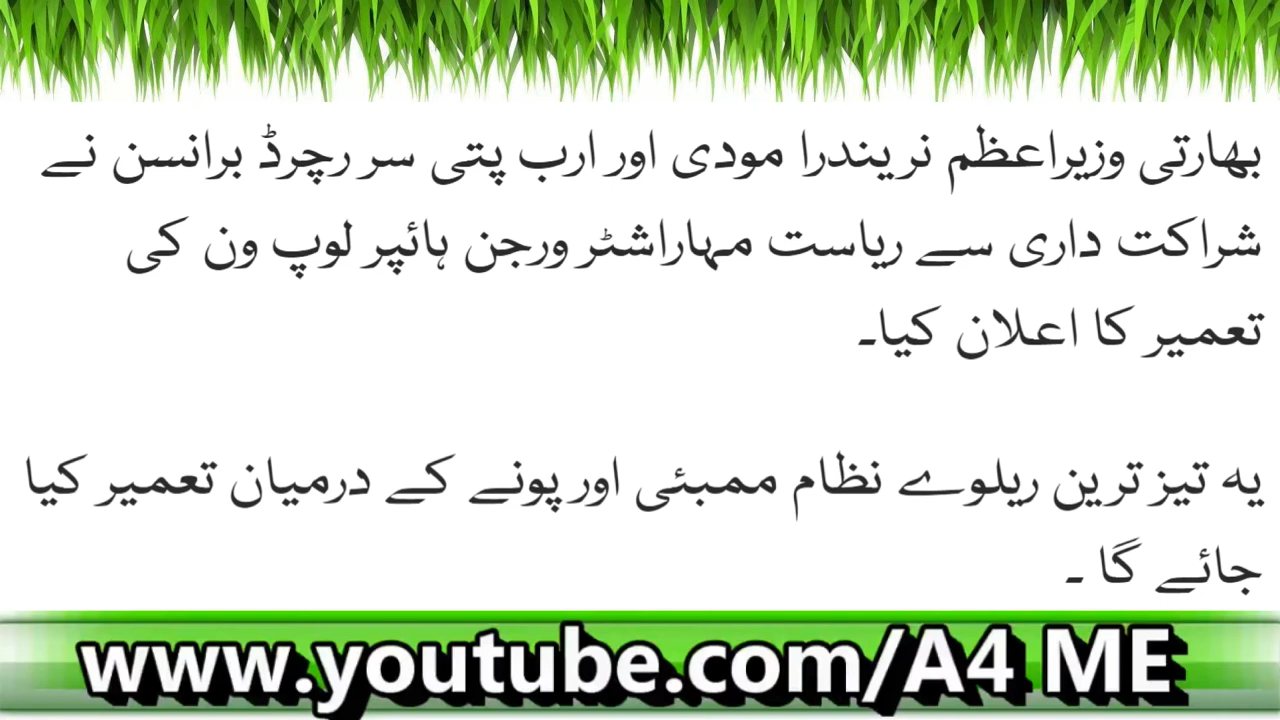 بھارتی وزیراعظم نریندرا مودی اور ارب پتی سر رچرڈ برانسن نے
شراکت داری سے ریاست مہاراشٹر ورجن ہائپر لوپ ون کی
تعمیر کا اعلان کیا۔
یہ تیز ترین ریلوے نظام ممبئی اور پونے کے درمیان تعمیر کیا
جائے گا ۔
www.youtube.com/A4 ME